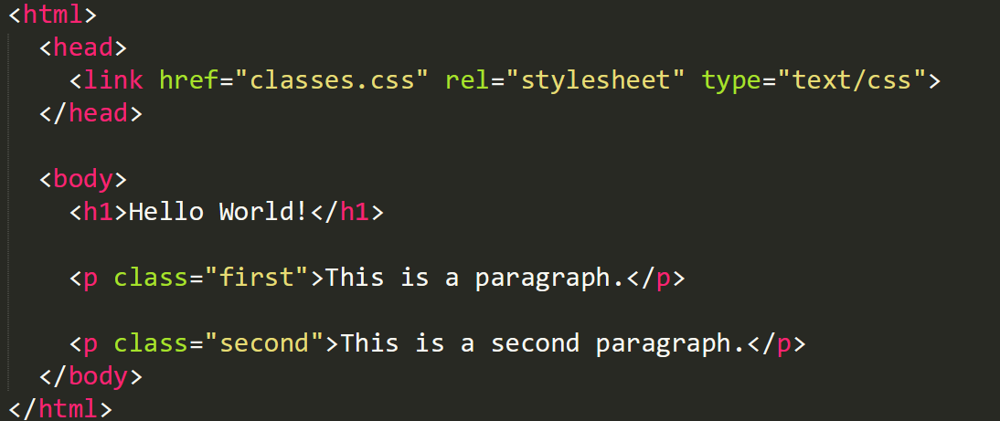 <html>
  <head>
    <link href="classes.css" rel="stylesheet" type="text/css">
  </head>

  <body>
    <h1>Hello World!</h1>

    <p class="first">This is a paragraph.</p>

    <p class="second">This is a second paragraph.</p>
  </body>
</html>